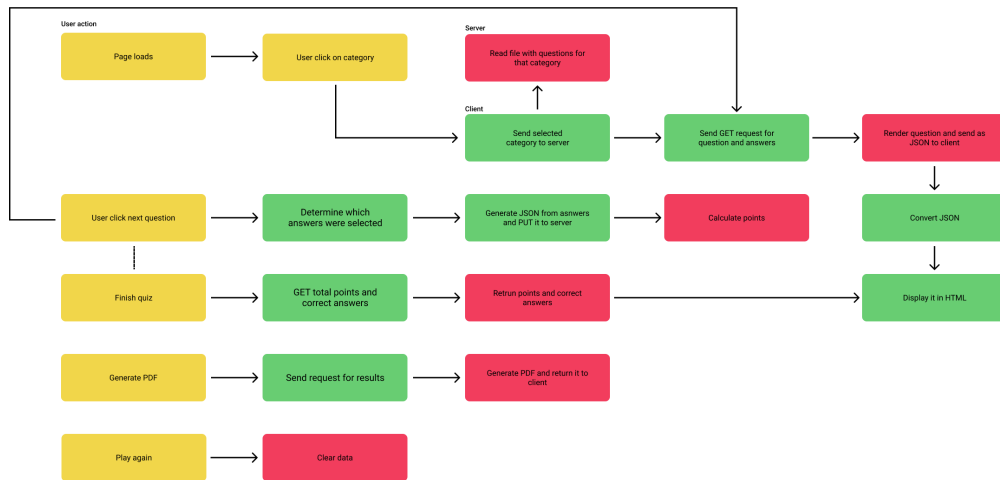 User action
Server
Page loads
User click on category
Read file with questions for
that category
Client
Send selected
category to server
Send GET request for
question and answers
Render question and send as
JSON to client
User click next question
Determine which
answers were selected
Generate JSON from asnwers
and PUT it to server
Calculate points
Convert JSON
Finish quiz
GET total points and
correct answers
Retrun points and correct
answers
Display it in HTML
Generate PDF
Send request for results
Generate PDF and return it to
client
Play again
Clear data